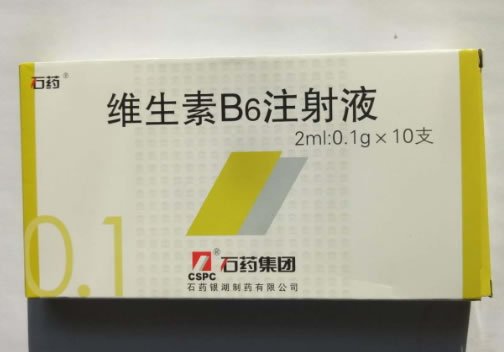 石药®
维生素B6注射液
2ml:0.1g×10支
0.1
®
CSPC 石药集团
石药银湖制药有限公司